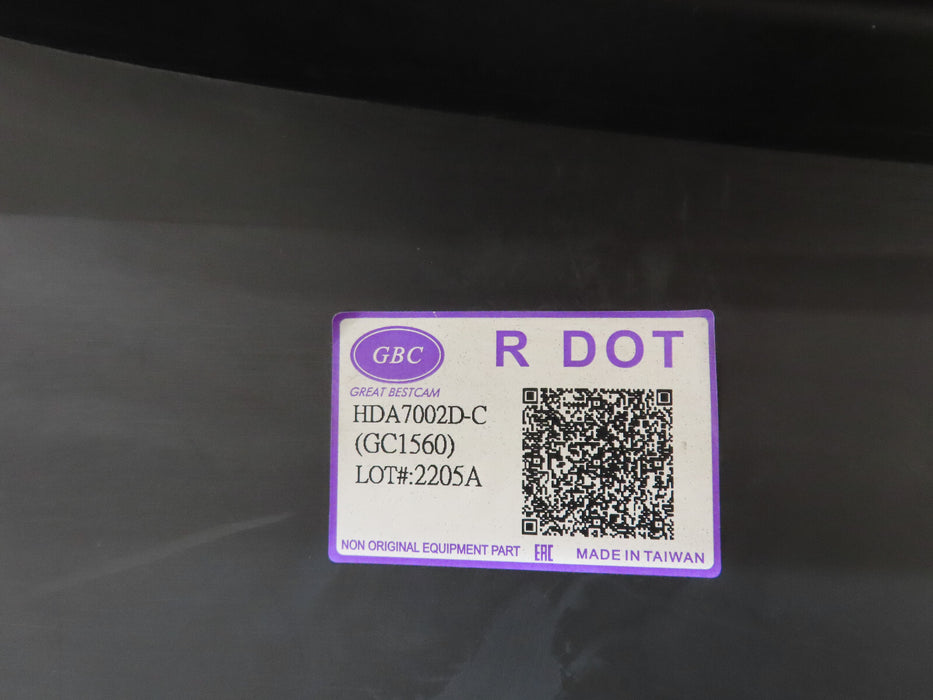 GBC
R DOT
GREAT BESTCAM
HDA7002D-C
(GC1560)
LOT#:2205A
NON ORIGINAL EQUIPMENT PART
EAC
MADE IN TAIWAN